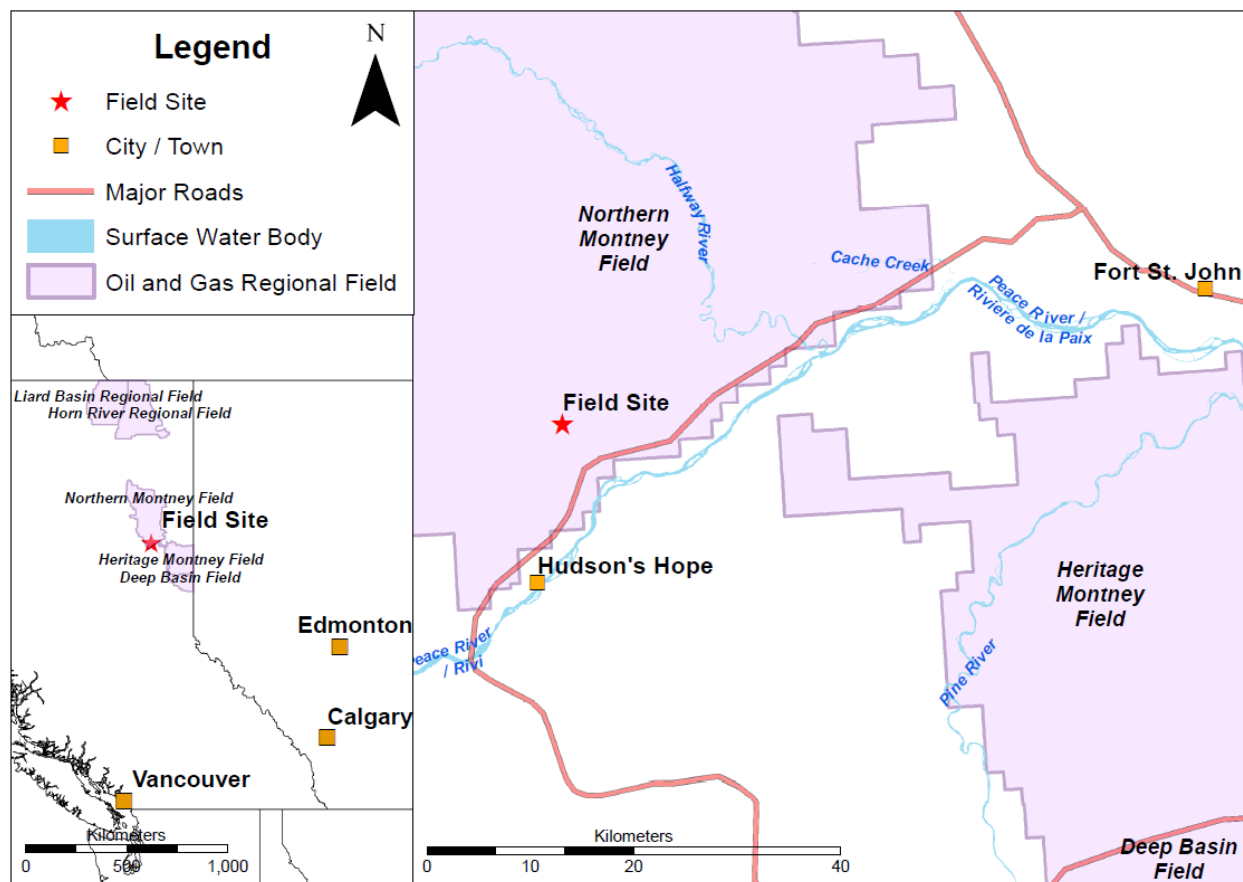 Legend
N
Field Site
City / Town
Major Roads
Surface Water Body
Oil and Gas Regional Field
Liard Basin Regional Field
Horn River Regional Field
Northern Montney Field
Field Site
Heritage Montney Field
Deep Basin Field
Edmonton
Calgary
Vancouver
Kilometers
0 500 1,000
Halfway River
Northern
Montney
Field
Cache Creek
Fort St. John
Peace River /
Riviere de la Paix
Field Site
Hudson's Hope
Peace River
/ Rivi
Heritage
Montney
Field
Pine River
Kilometers
0 10 20 40
Deep Basin
Field